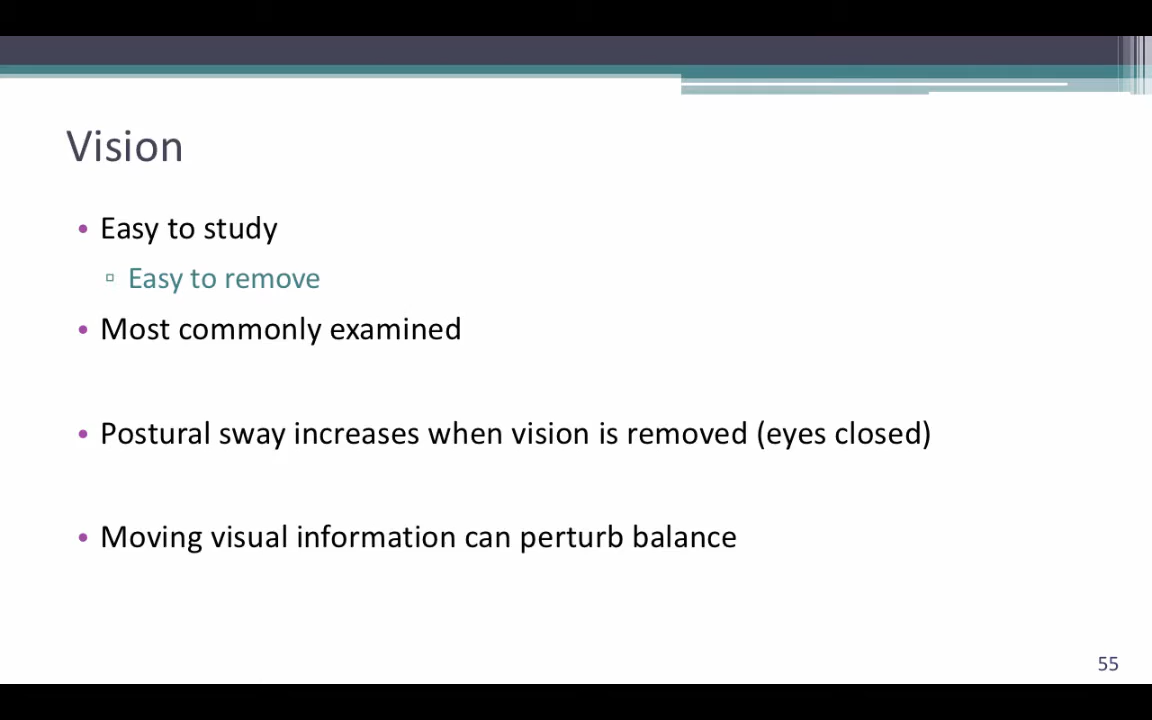 Vision
• Easy to study
▫ Easy to remove
• Most commonly examined
• Postural sway increases when vision is removed (eyes closed)
• Moving visual information can perturb balance
55